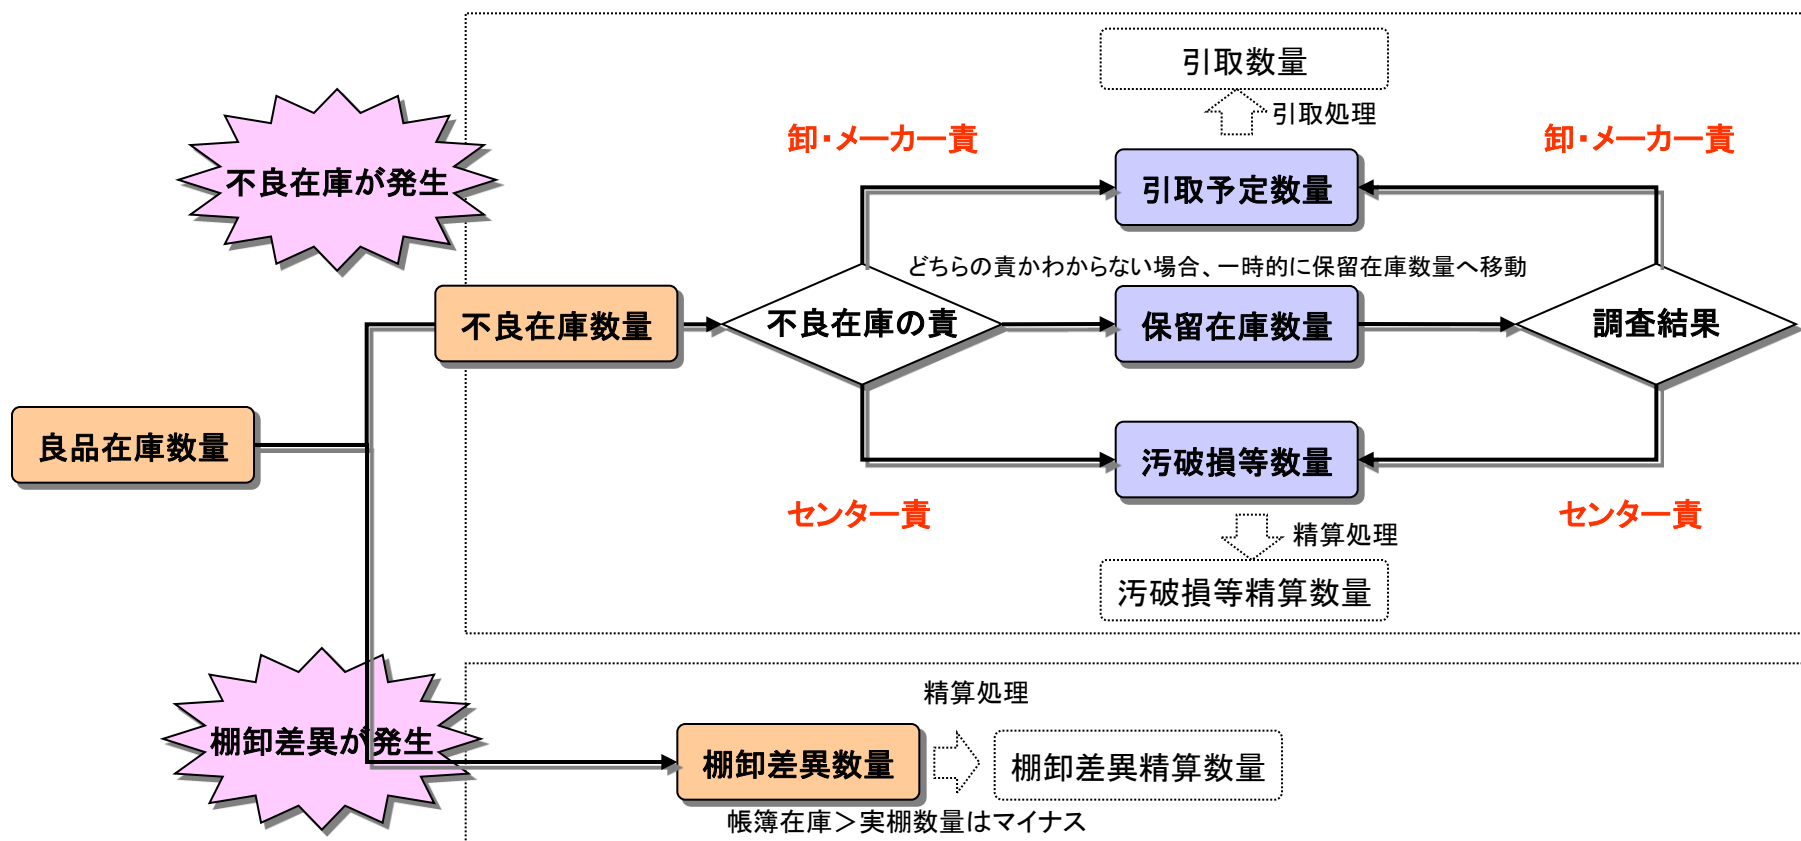 引取数量
引取処理
卸・メーカー責
卸・メーカー責
不良在庫が発生
引取予定数量
どちらの責かわからない場合、一時的に保留在庫数量へ移動
不良在庫数量
不良在庫の責
保留在庫数量
調査結果
良品在庫数量
汚破損等数量
センター責
センター責
精算処理
汚破損等精算数量
精算処理
棚卸差異が発生
棚卸差異数量
棚卸差異精算数量
帳簿在庫＞実棚数量はマイナス